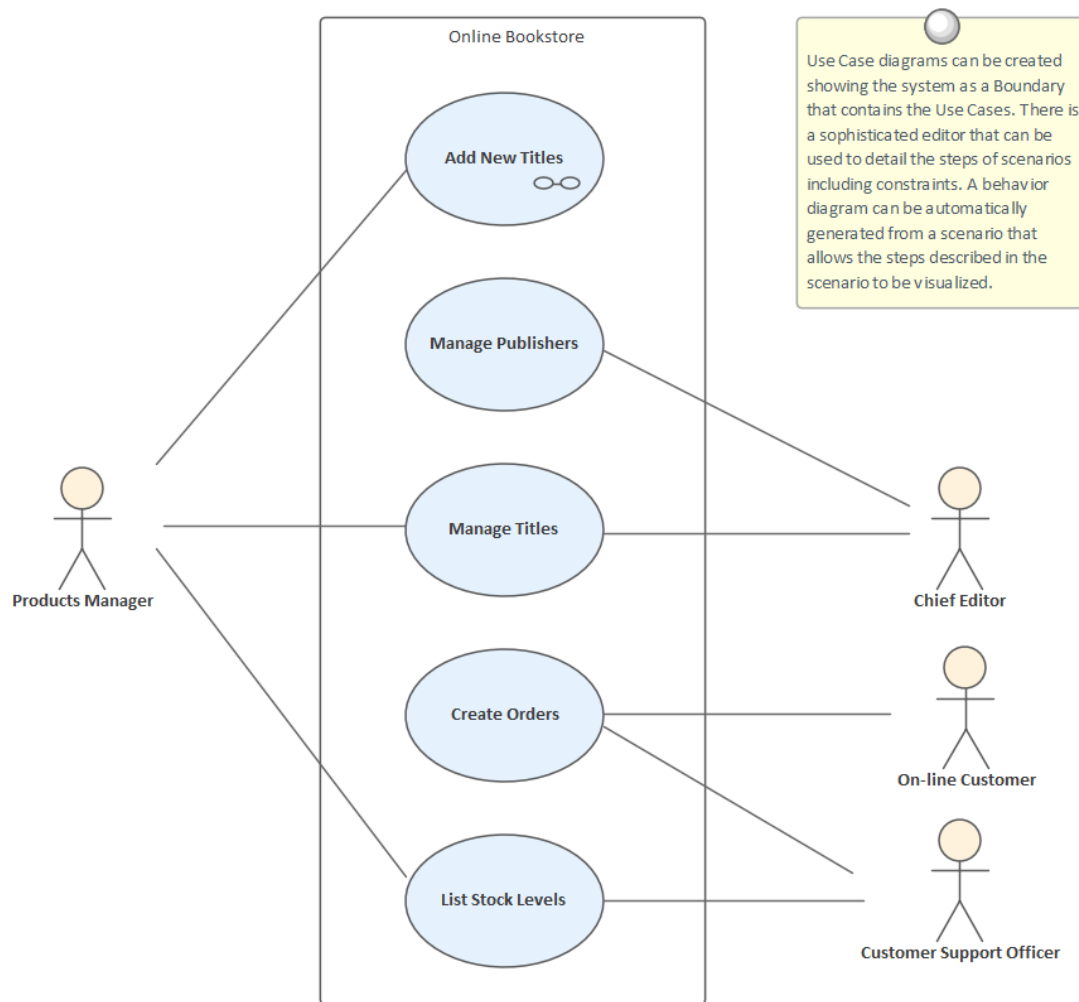 Online Bookstore
Use Case diagrams can be created
showing the system as a Boundary
that contains the Use Cases. There is
a sophisticated editor that can be
used to detail the steps of scenarios
including constraints. A behavior
diagram can be automatically
generated from a scenario that
allows the steps described in the
scenario to be visualized.
Add New Titles
Manage Publishers
Manage Titles
Products Manager
Chief Editor
Create Orders
On-line Customer
List Stock Levels
Customer Support Officer